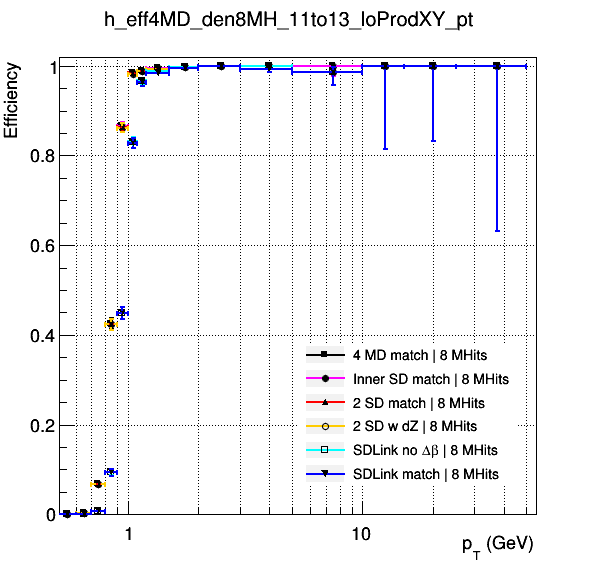 h_eff4MD_den8MH_11to13_loProdXY_pt
Efficiency
1
0.8
0.6
0.4
0.2
0
4 MD match | 8 MHits
Inner SD match | 8 MHits
2 SD match | 8 MHits
2 SD w dZ | 8 MHits
SDLink no Δβ | 8 MHits
SDLink match | 8 MHits
1
10
p_T (GeV)